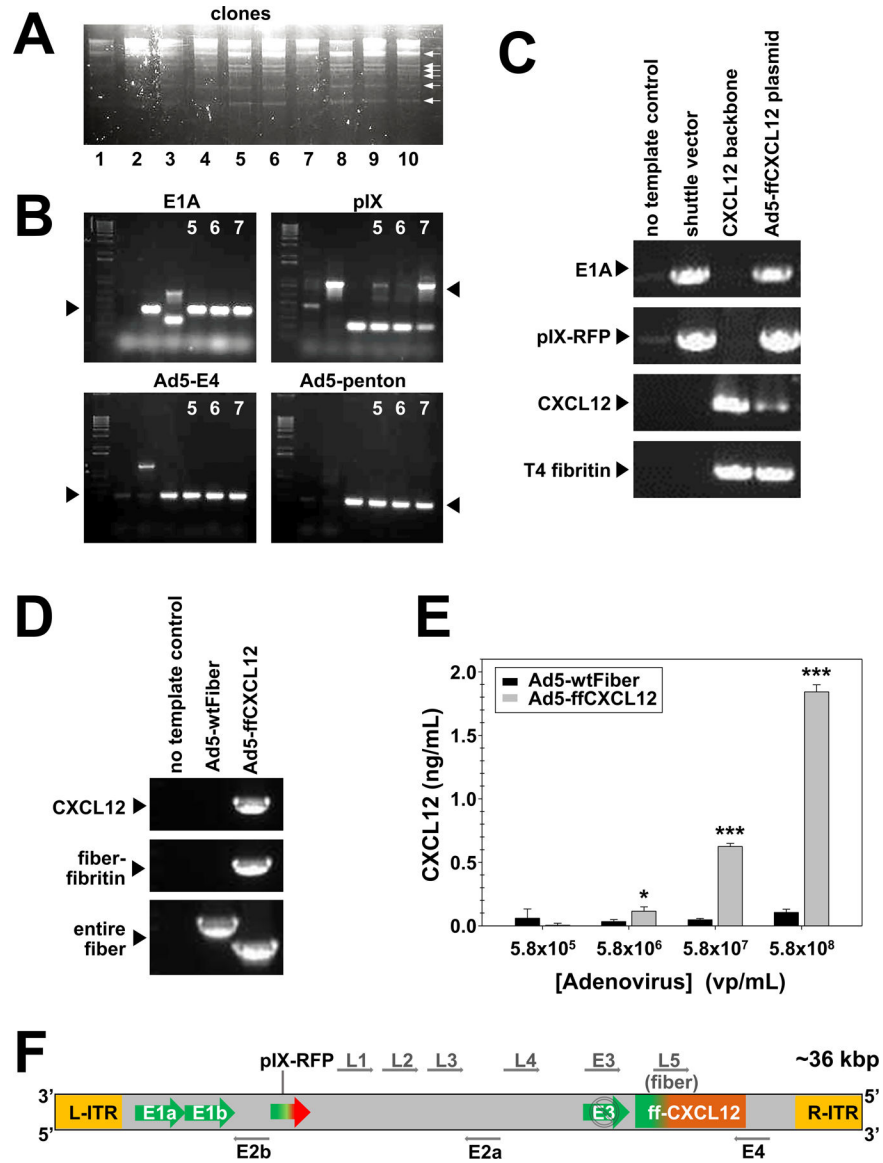 A
clones
1 2 3 4 5 6 7 8 9 10
B
E1A
5 6 7
pIX
5 6 7
Ad5-E4
5 6 7
Ad5-penton
5 6 7
C
no template control
shuttle vector
CXCL12 backbone
Ad5-ffCXCL12 plasmid
E1A
pIX-RFP
CXCL12
T4 fibritin
D
no template control
Ad5-wtFiber
Ad5-ffCXCL12
CXCL12
fiber-
fibritin
entire
fiber
E
CXCL12 (ng/mL)
2.0
1.5
1.0
0.5
0.0
Ad5-wtFiber
Ad5-ffCXCL12
*
***
***
5.8x10⁵ 5.8x10⁶ 5.8x10⁷ 5.8x10⁸
[Adenovirus] (vp/mL)
F
pIX-RFP L1 L2 L3 L4 E3 L5 ~36 kbp
(fiber)
3' 5'
L-ITR E1a E1b E3 ff-CXCL12 R-ITR
5' 3'
E2b E2a E4